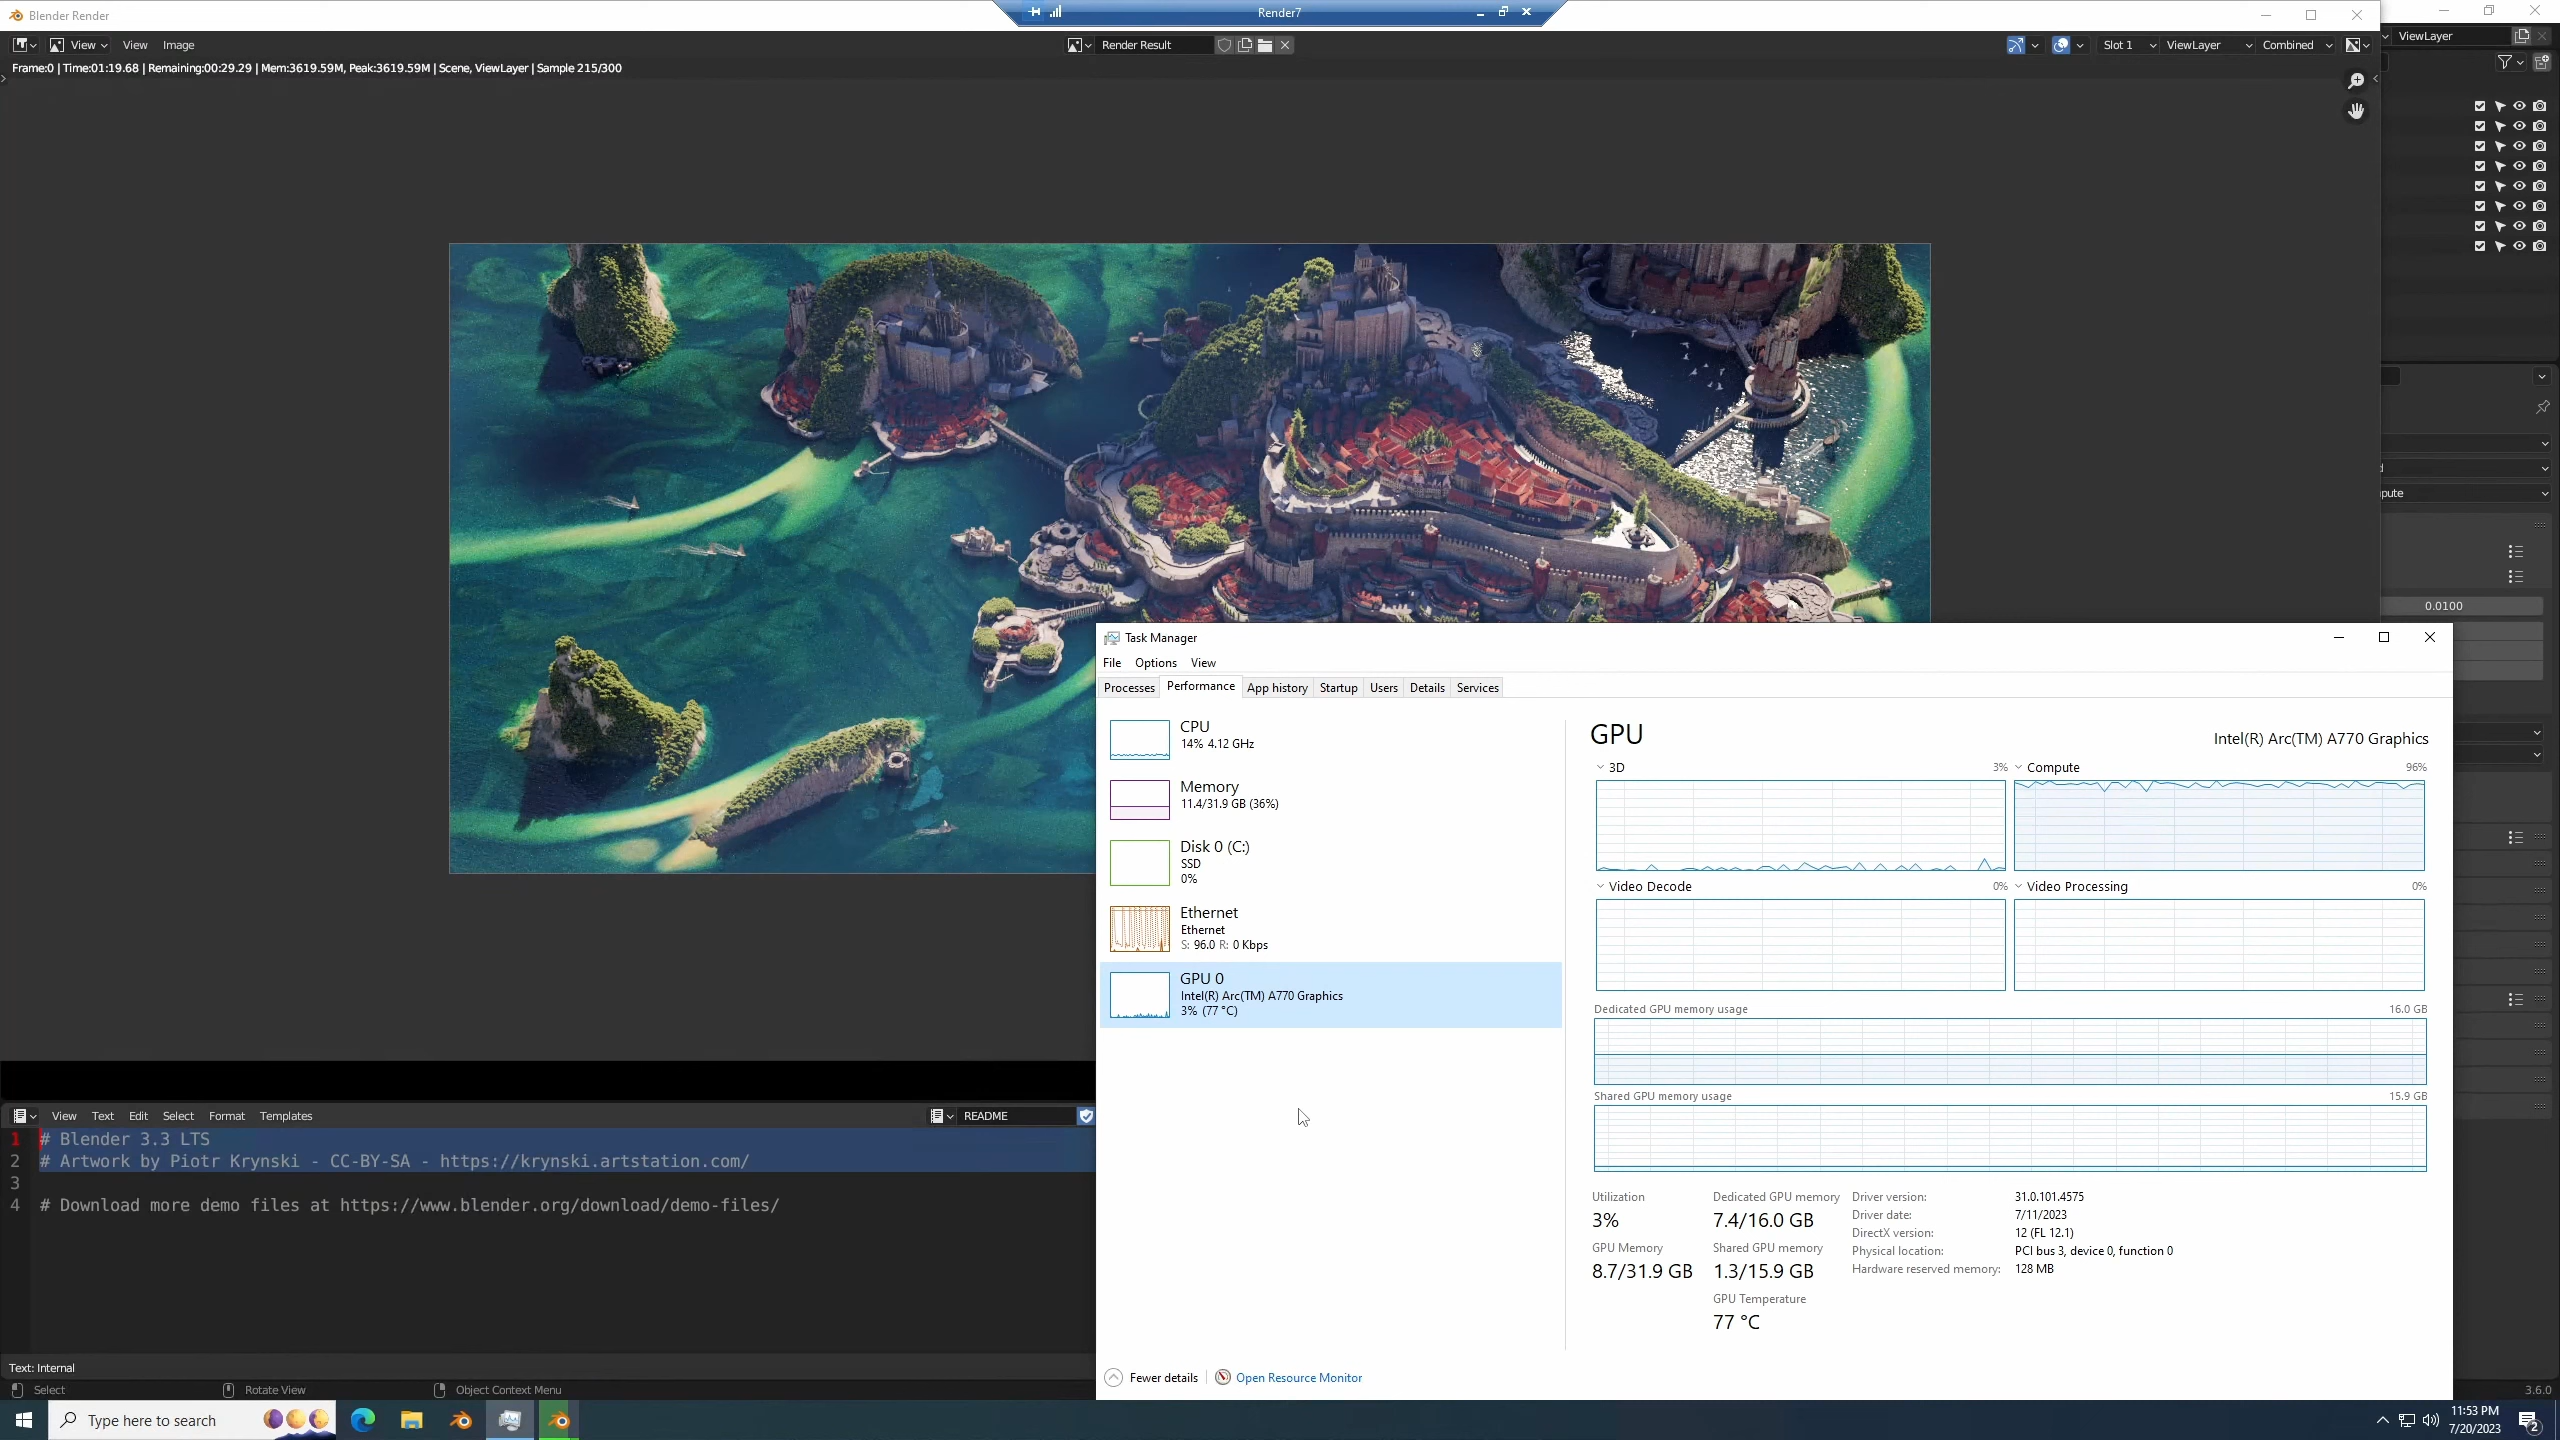 Blender Render
Render7
View
View
Image
Render Result
Slot 1
ViewLayer
Combined
ViewLayer
Frame:0 | Time:01:19.68 | Remaining:00:29.29 | Mem:3619.59M, Peak:3619.59M | Scene, ViewLayer | Sample 215/300
pute
0.0100
Task Manager
File Options View
Processes Performance App history Startup Users Details Services
CPU
14% 4.12 GHz
Memory
11.4/31.9 GB (36%)
Disk 0 (C:)
SSD
0%
Ethernet
Ethernet
S: 96.0 R: 0 Kbps
GPU 0
Intel(R) Arc(TM) A770 Graphics
3% (77 °C)
GPU
Intel(R) Arc(TM) A770 Graphics
3D 3%
Compute 96%
Video Decode 0%
Video Processing 0%
Dedicated GPU memory usage 16.0 GB
Shared GPU memory usage 15.9 GB
Utilization
3%
Dedicated GPU memory
7.4/16.0 GB
GPU Memory
8.7/31.9 GB
Shared GPU memory
1.3/15.9 GB
GPU Temperature
77 °C
Driver version: 31.0.101.4575
Driver date: 7/11/2023
DirectX version: 12 (FL 12.1)
Physical location: PCI bus 3, device 0, function 0
Hardware reserved memory: 128 MB
Fewer details
Open Resource Monitor
View Text Edit Select Format Templates
README
1 # Blender 3.3 LTS
2 # Artwork by Piotr Krynski - CC-BY-SA - https://krynski.artstation.com/
3
4 # Download more demo files at https://www.blender.org/download/demo-files/
Text: Internal
Select
Rotate View
Object Context Menu
3.6.0
Type here to search
11:53 PM
7/20/2023
2